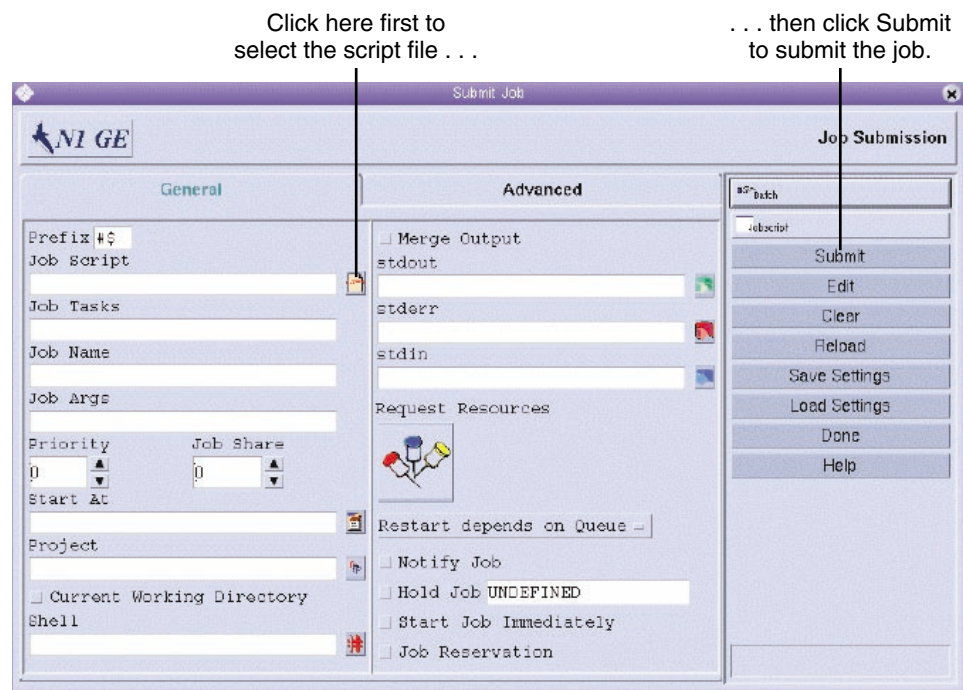 Click here first to
select the script file . . .
. . . then click Submit
to submit the job.
Submit Job
N1 GE
Job Submission
General
Advanced
Prefix #$
Job Script
Job Tasks
Job Name
Job Args
Priority
Job Share
0
0
Start At
Project
Current Working Directory
Shell
Merge Output
stdout
stderr
stdin
Request Resources
Restart depends on Queue
Notify Job
Hold Job UNDEFINED
Start Job Immediately
Job Reservation
Batch
Jobscript
Submit
Edit
Clear
Reload
Save Settings
Load Settings
Done
Help